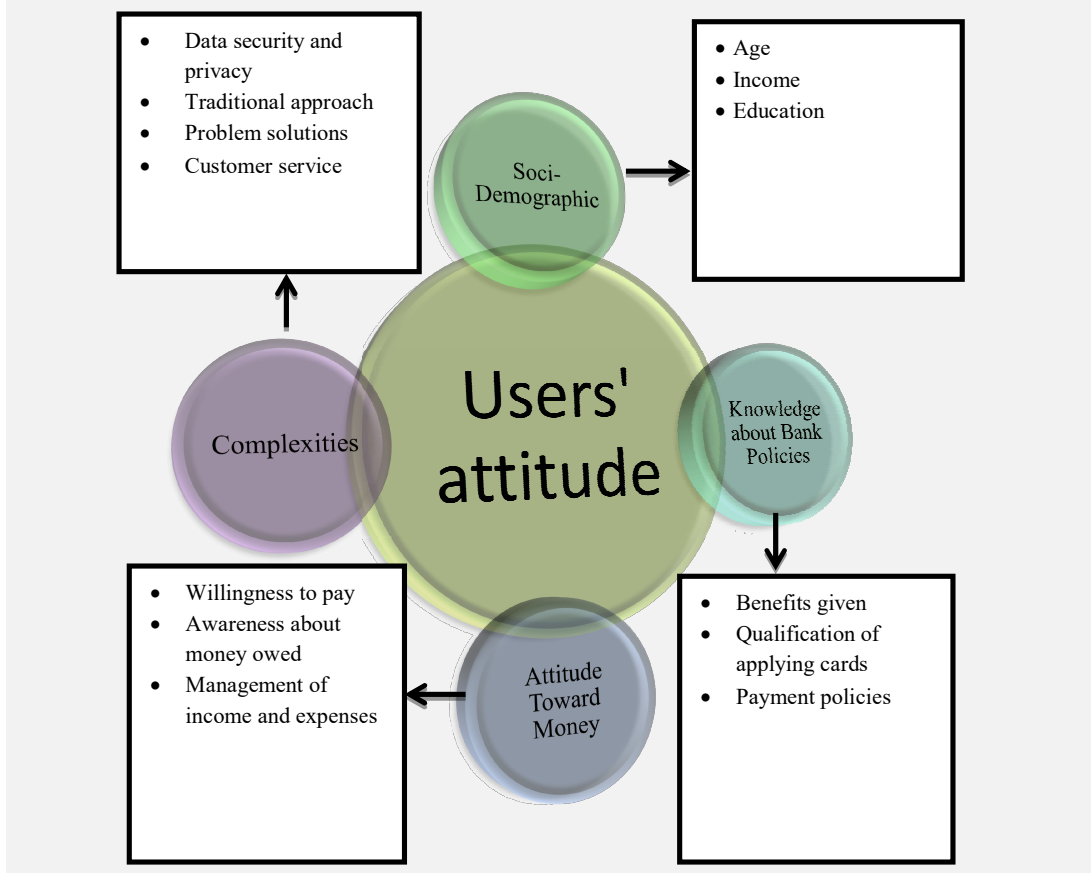 • Data security and
privacy
• Traditional approach
• Problem solutions
• Customer service
• Age
• Income
• Education
Soci-
Demographic
Users'
attitude
Complexities
Knowledge
about Bank
Policies
• Willingness to pay
• Awareness about
money owed
• Management of
income and expenses
Attitude
Toward
Money
• Benefits given
• Qualification of
applying cards
• Payment policies